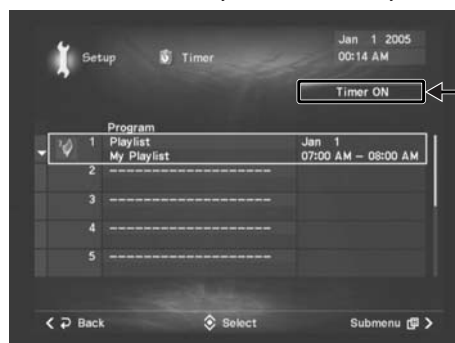 Jan 1 2005
Setup Timer 00:14 AM
Timer ON
Program
1 Playlist Jan 1
My Playlist 07:00 AM – 08:00 AM
2 --------------------
3 --------------------
4 --------------------
5 --------------------
Back Select Submenu